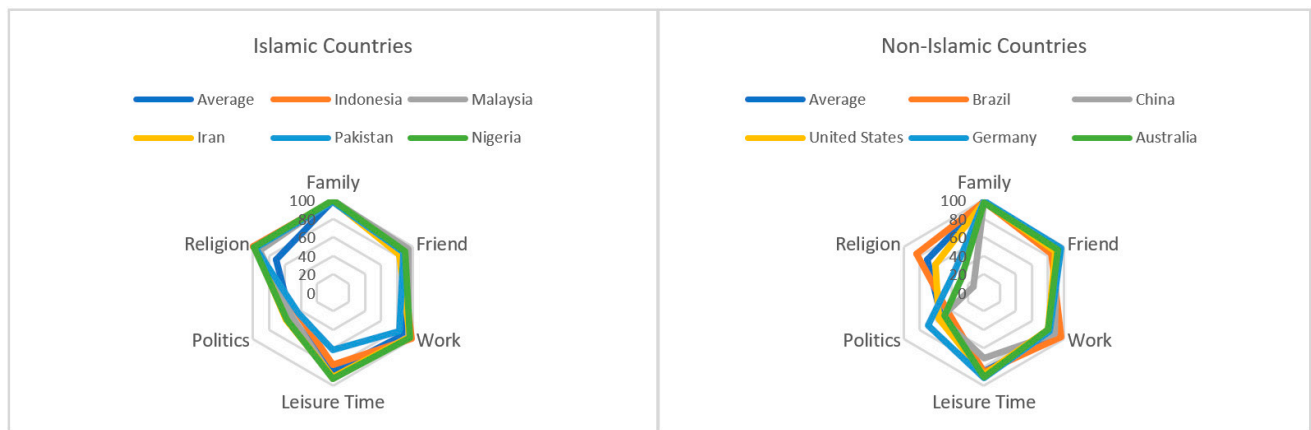 Islamic Countries
Average Indonesia Malaysia
Iran Pakistan Nigeria
Family
100
80
60
40
20
0
Friend
Work
Leisure Time
Politics
Religion
Non-Islamic Countries
Average Brazil China
United States Germany Australia
Family
100
80
60
40
20
0
Friend
Work
Leisure Time
Politics
Religion